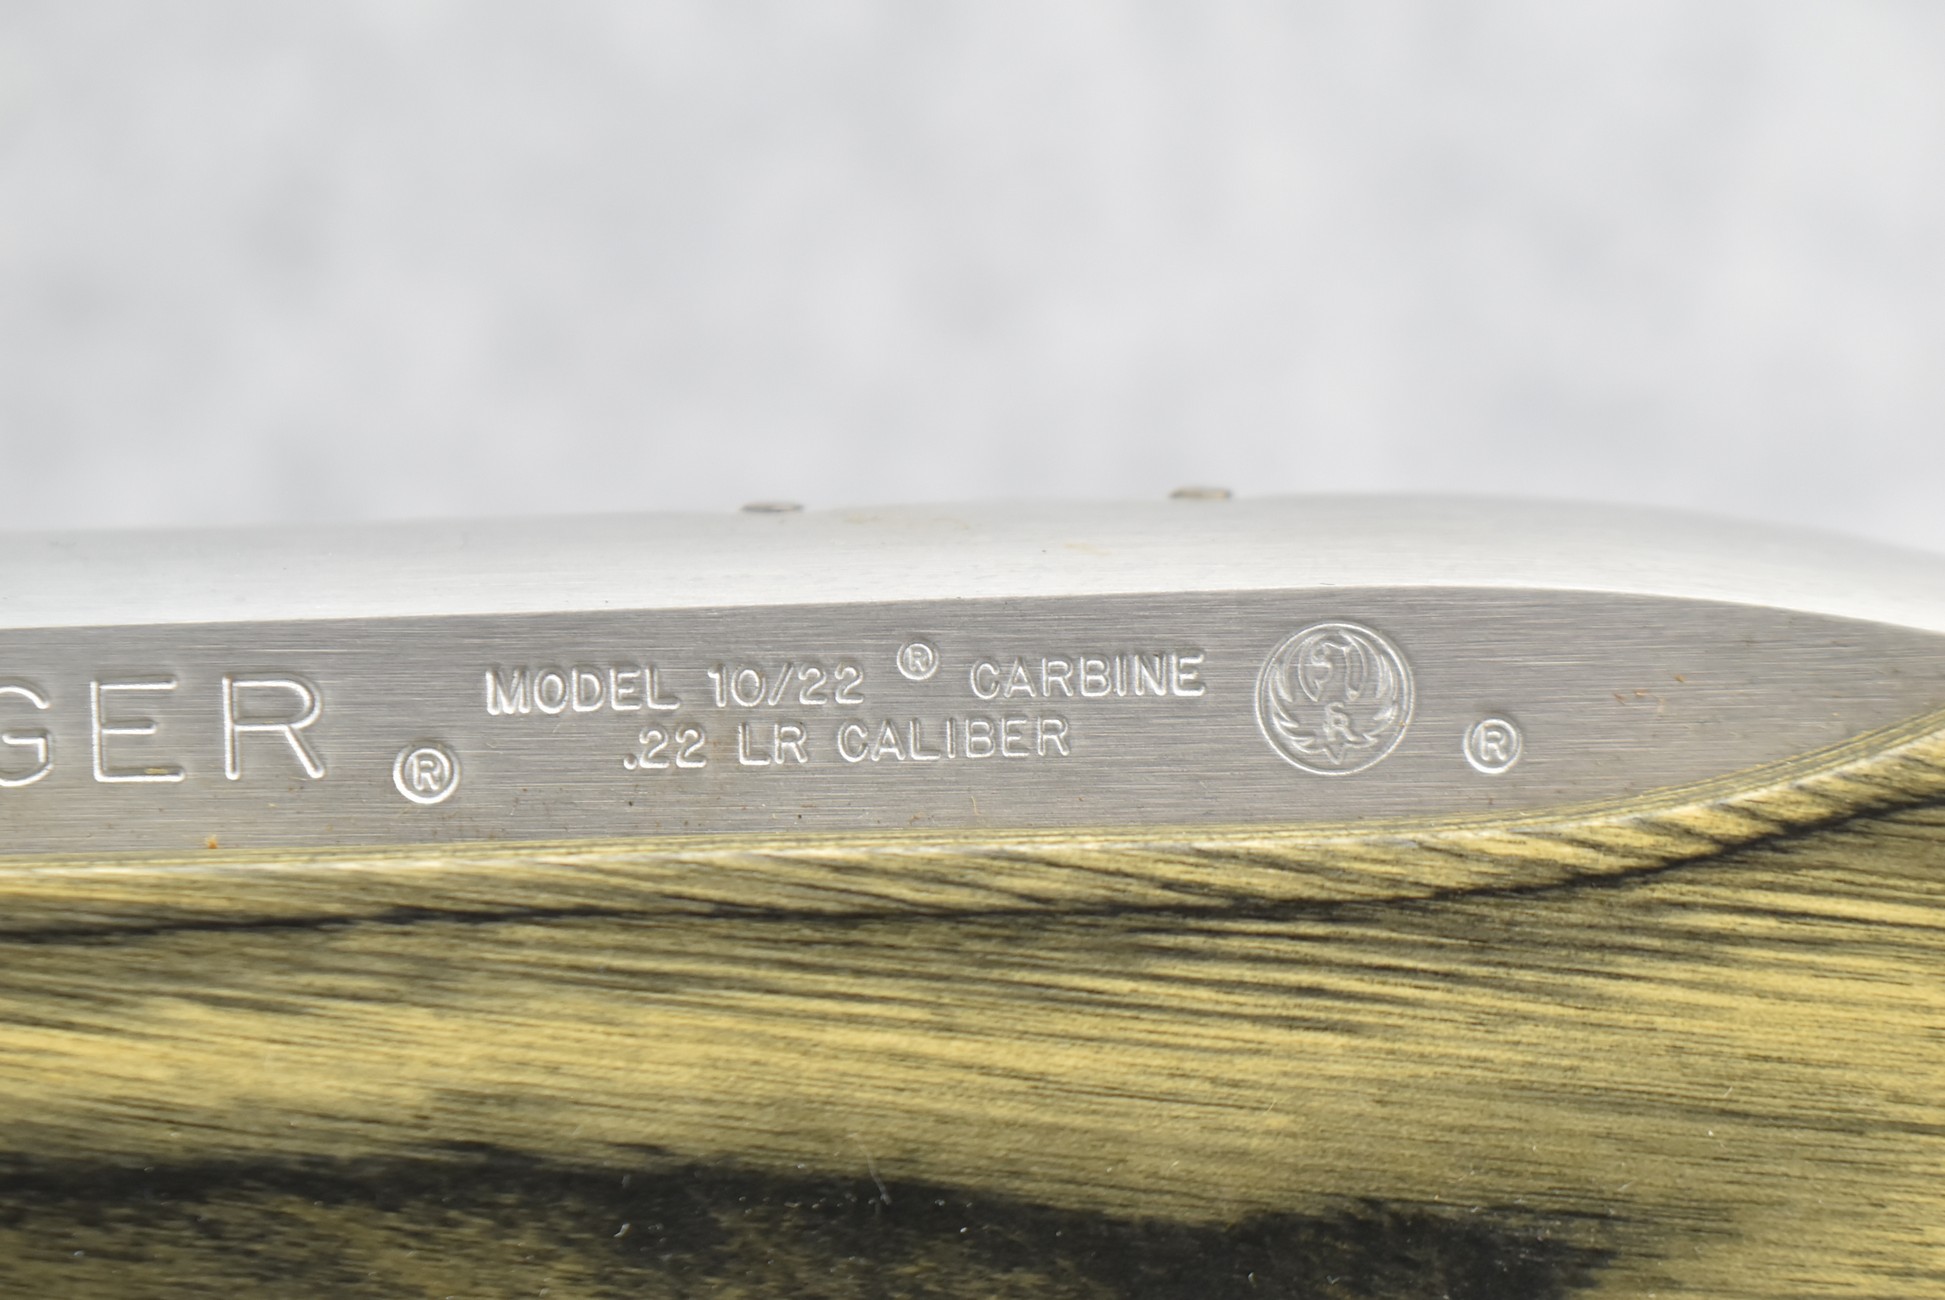 GER ®
MODEL 10/22 ® CARBINE
.22 LR CALIBER
R
®